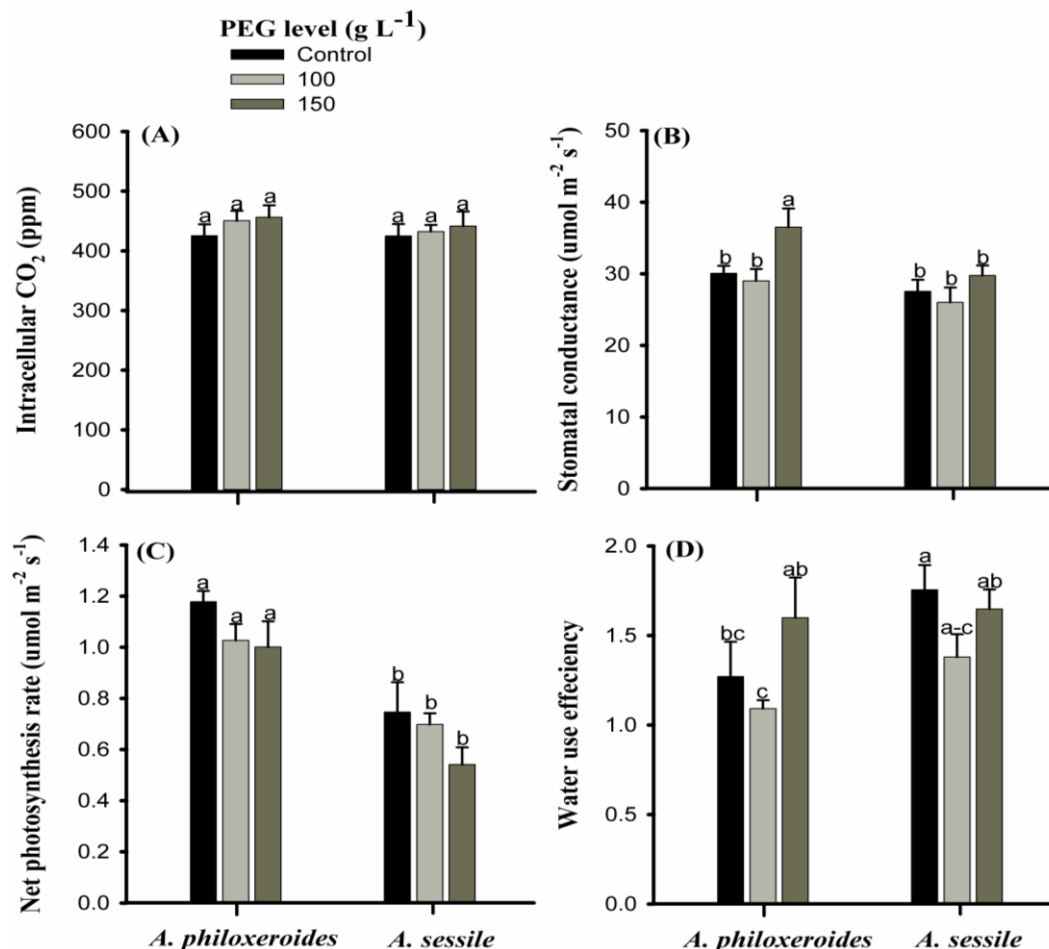 PEG level (g L-1)
Control
100
150
(A)
Intracellular CO2 (ppm)
600
500
400
300
200
100
0
a a a
a a a
(B)
Stomatal conductance (umol m-2 s-1)
50
40
30
20
10
0
b b a
b b b
(C)
Net photosynthesis rate (umol m-2 s-1)
1.4
1.2
1.0
0.8
0.6
0.4
0.2
0.0
a a a
b b b
A. philoxeroides A. sessile
(D)
Water use effeciency
2.0
1.5
1.0
0.5
0.0
bc c ab
a a-c ab
A. philoxeroides A. sessile